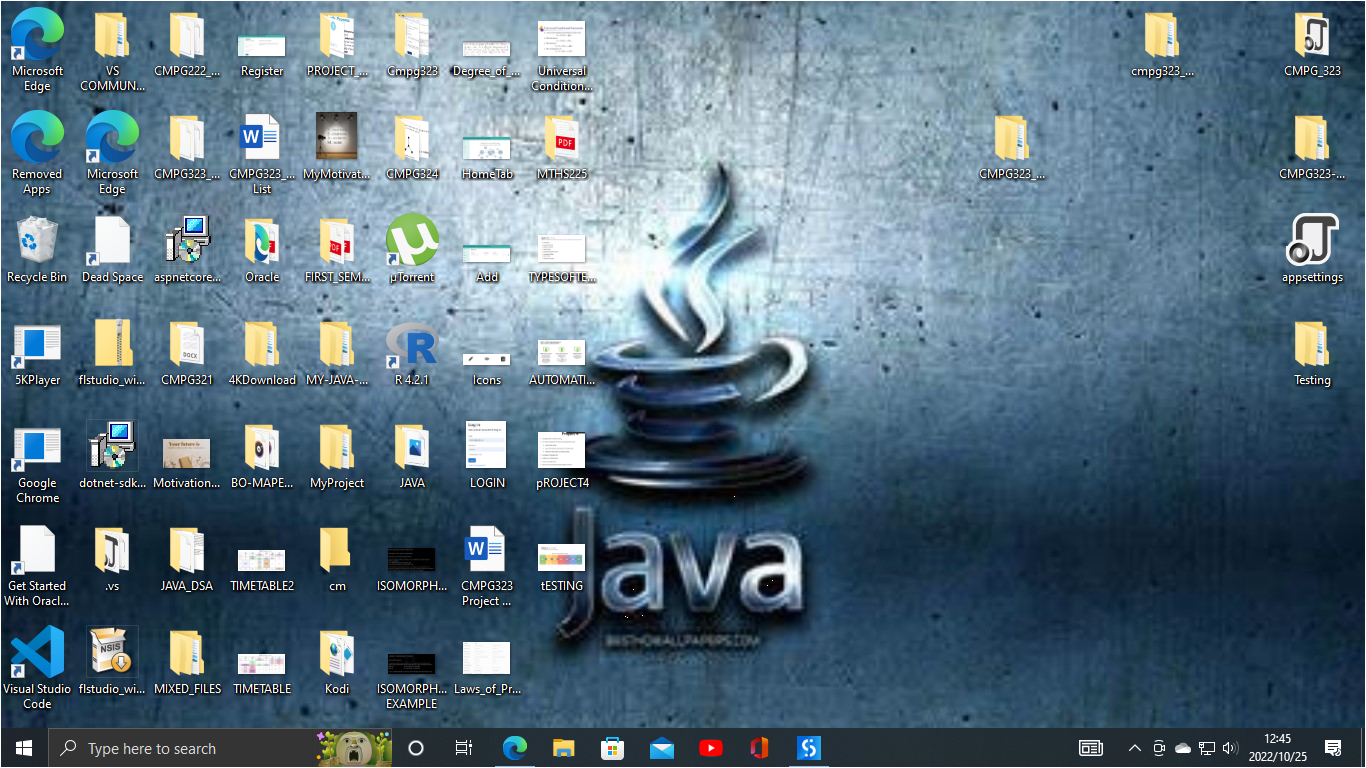 Microsoft
Edge
VS
COMMUN...
CMPG222_...
Register
PROJECT_...
Cmpg323
Degree_of_...
Universal
Condition...
cmpg323_...
CMPG_323
Removed
Apps
Microsoft
Edge
CMPG323_...
CMPG323_...
List
MyMotivat...
CMPG324
HomeTab
MTHS225
CMPG323_...
CMPG323-...
Recycle Bin
Dead Space
aspnetcore...
Oracle
FIRST_SEM...
µTorrent
Add
TYPESOFTE...
appsettings
5KPlayer
flstudio_wi...
CMPG321
4KDownload
MY-JAVA-...
R 4.2.1
Icons
AUTOMATI...
Testing
Google
Chrome
dotnet-sdk...
Motivation...
BO-MAPE...
MyProject
JAVA
LOGIN
pROJECT4
Get Started
With Oracl...
.vs
JAVA_DSA
TIMETABLE2
cm
ISOMORPH...
CMPG323
Project ...
tESTING
Java
Visual Studio
Code
flstudio_wi...
MIXED_FILES
TIMETABLE
Kodi
ISOMORPH...
EXAMPLE
Laws_of_Pr...
PDF
PDF
DOCX
NSIS
Type here to search
12:45
2022/10/25